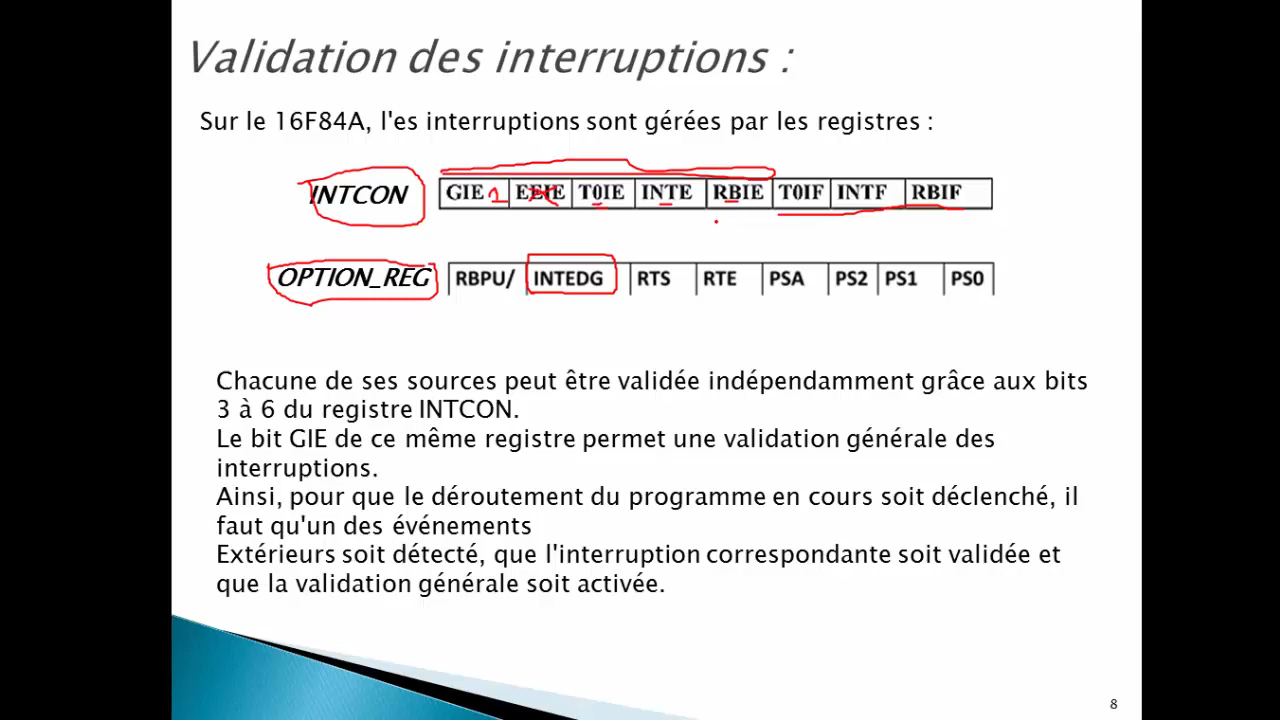 Validation des interruptions :
Sur le 16F84A, l'es interruptions sont gérées par les registres :
INTCON GIE 1 EEIE T0IE INTE RBIE T0IF INTF RBIF
OPTION_REG RBPU/ INTEDG RTS RTE PSA PS2 PS1 PS0
Chacune de ses sources peut être validée indépendamment grâce aux bits
3 à 6 du registre INTCON.
Le bit GIE de ce même registre permet une validation générale des
interruptions.
Ainsi, pour que le déroutement du programme en cours soit déclenché, il
faut qu'un des événements
Extérieurs soit détecté, que l'interruption correspondante soit validée et
que la validation générale soit activée.
8